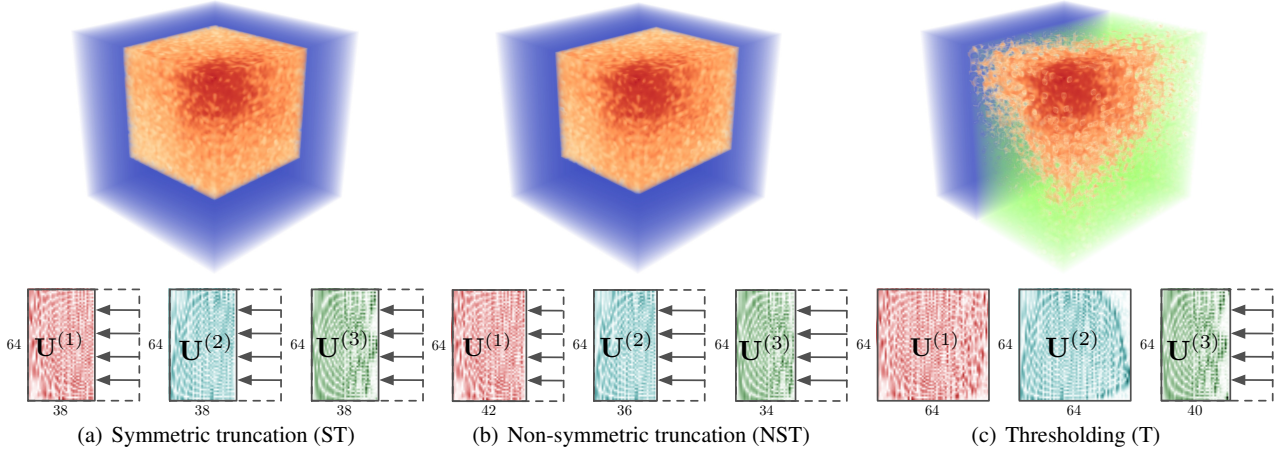 64 U(1) 64 U(2) 64 U(3) 64 U(1) 64 U(2) 64 U(3) 64 U(1) 64 U(2) 64 U(3)
38 38 38 42 36 34 64 64 40
(a) Symmetric truncation (ST) (b) Non-symmetric truncation (NST) (c) Thresholding (T)